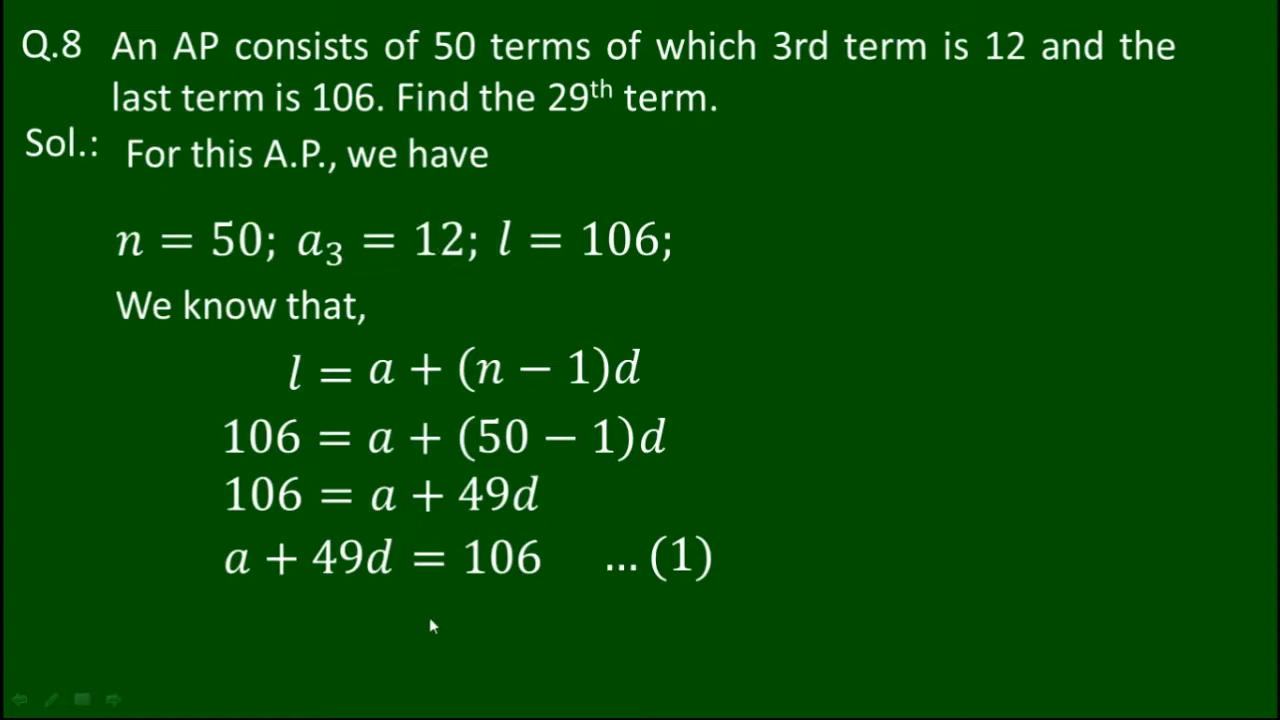 Q.8 An AP consists of 50 terms of which 3rd term is 12 and the
last term is 106. Find the 29th term.
Sol.: For this A.P., we have
n = 50; a₃ = 12; l = 106;
We know that,
l = a + (n − 1)d
106 = a + (50 − 1)d
106 = a + 49d
a + 49d = 106 ... (1)